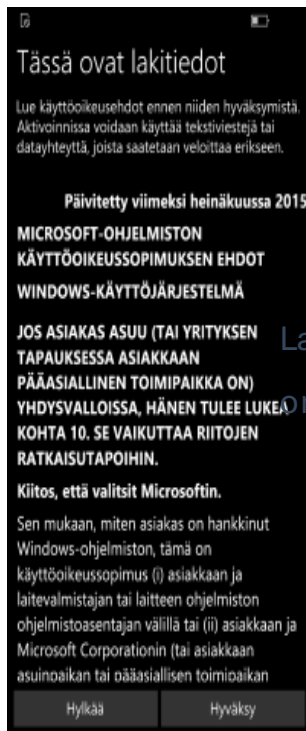 Tässä ovat lakitiedot
Lue käyttöoikeusehdot ennen niiden hyväksymistä.
Aktivoinnissa voidaan käyttää tekstiviestejä tai
datayhteyttä, joista saatetaan veloittaa erikseen.
Päivitetty viimeksi heinäkuussa 2015
MICROSOFT-OHJELMISTON
KÄYTTÖOIKEUSSOPIMUKSEN EHDOT
WINDOWS-KÄYTTÖJÄRJESTELMÄ
JOS ASIAKAS ASUU (TAI YRITYKSEN
TAPAUKSESSA ASIAKKAAN
PÄÄASIALLINEN TOIMIPAIKKA ON)
YHDYSVALLOISSA, HÄNEN TULEE LUKEA
KOHTA 10. SE VAIKUTTAA RIITOJEN
RATKAISUTAPOIHIN.
Kiitos, että valitsit Microsoftin.
Sen mukaan, miten asiakas on hankkinut
Windows-ohjelmiston, tämä on
käyttöoikeussopimus (i) asiakkaan ja
laitevalmistajan tai laitteen ohjelmiston
ohjelmistoasentajan välillä tai (ii) asiakkaan ja
Microsoft Corporationin (tai asiakkaan
asuinpaikan tai pääasiallisen toimipaikan
Hylkää
Hyväksy